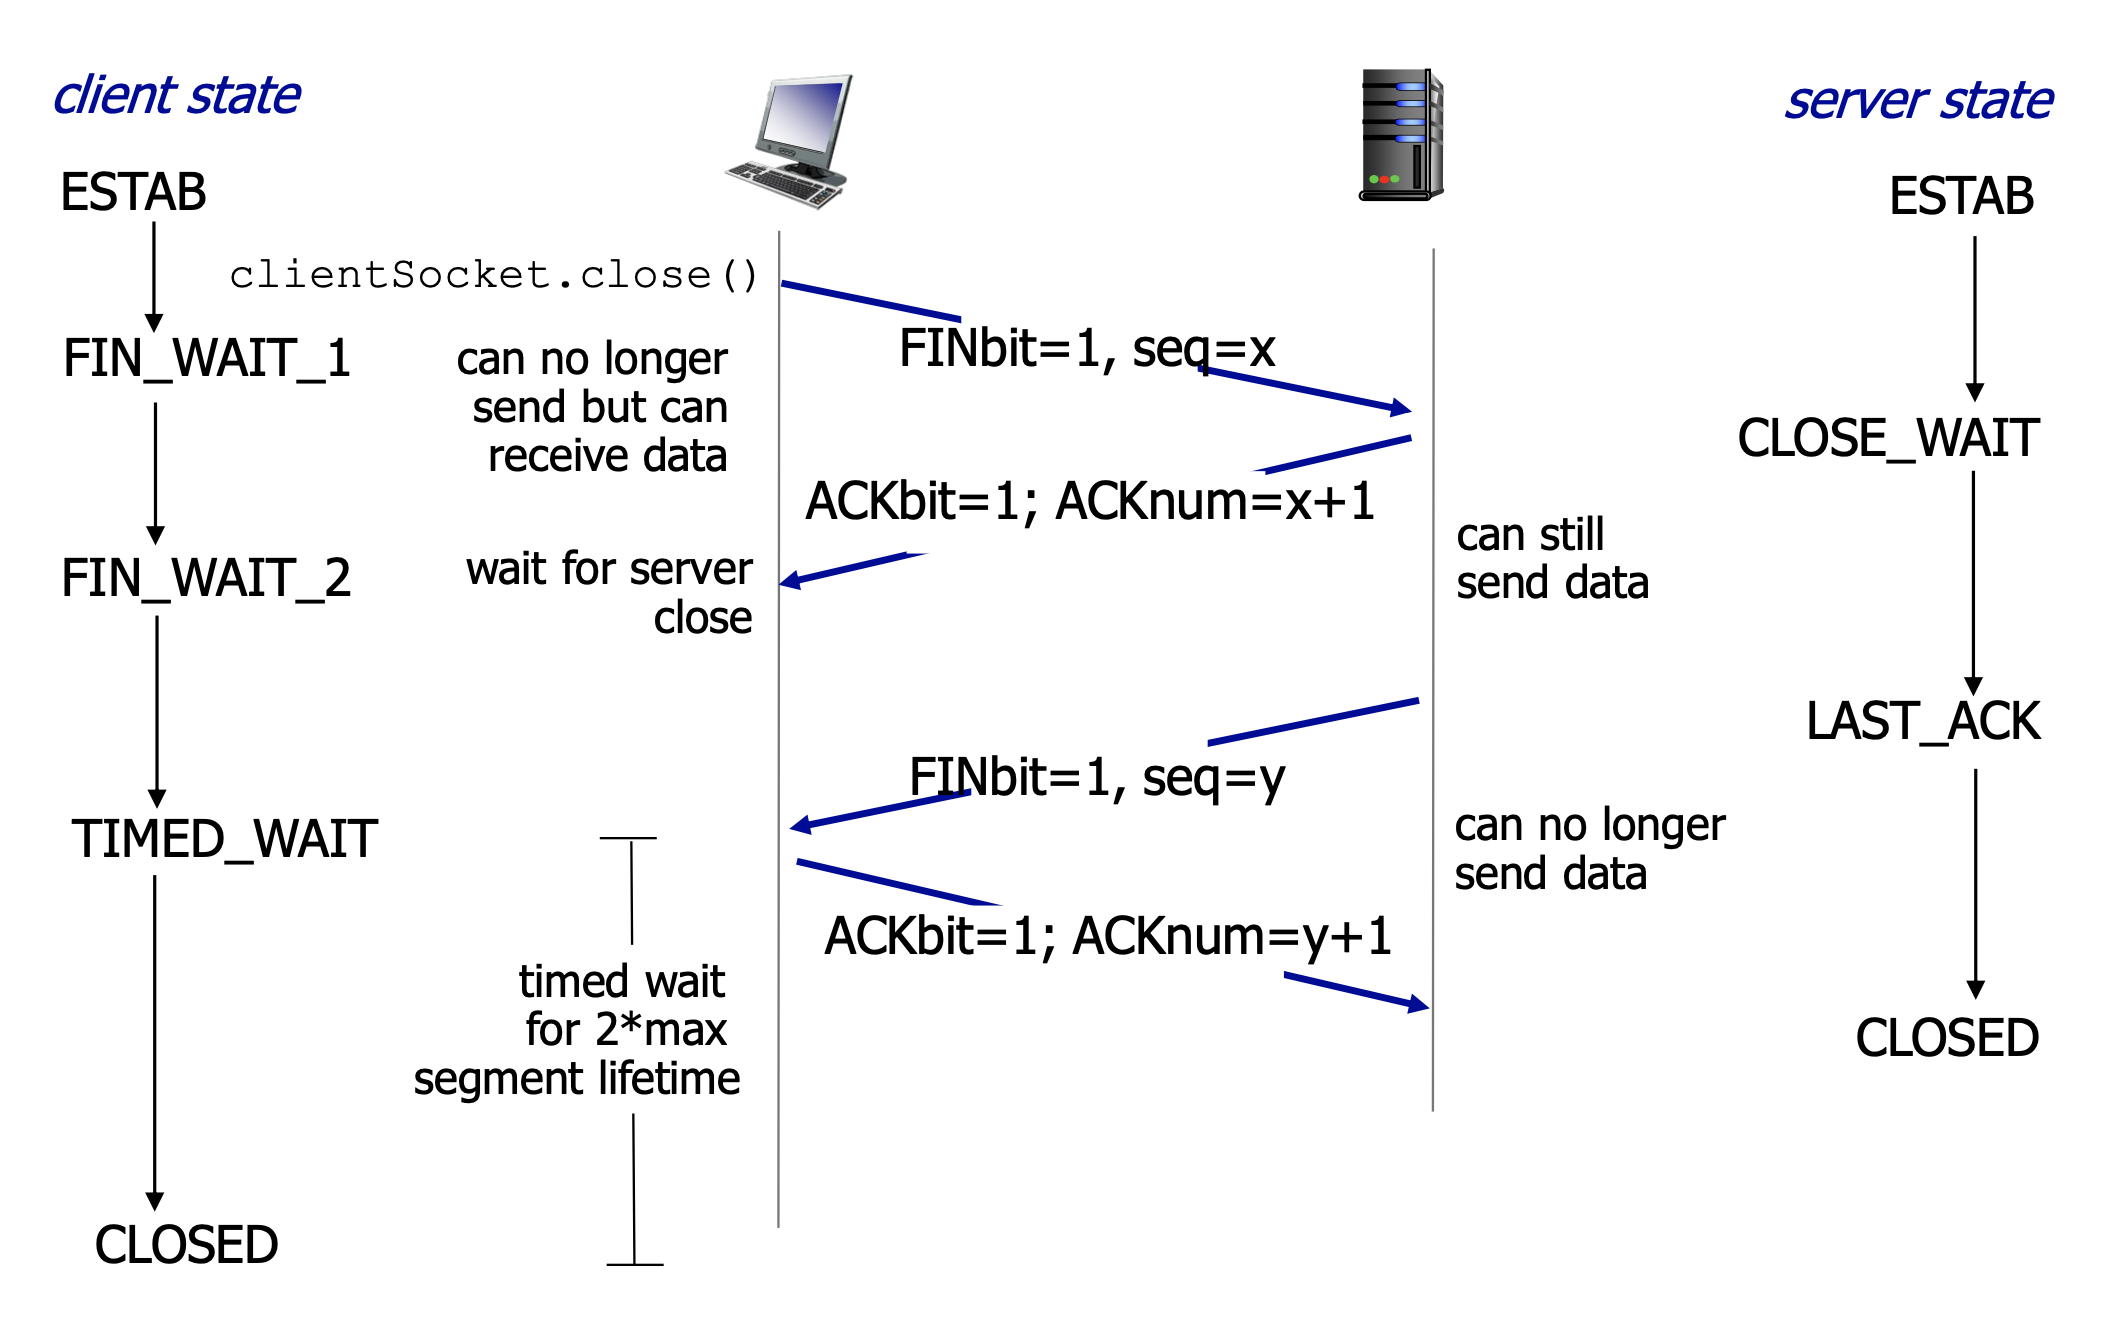 client state
server state
ESTAB
ESTAB
clientSocket.close()
FINbit=1, seq=x
FIN_WAIT_1
can no longer
send but can
receive data
CLOSE_WAIT
ACKbit=1; ACKnum=x+1
can still
send data
FIN_WAIT_2
wait for server
close
LAST_ACK
FINbit=1, seq=y
TIMED_WAIT
can no longer
send data
ACKbit=1; ACKnum=y+1
timed wait
for 2*max
segment lifetime
CLOSED
CLOSED